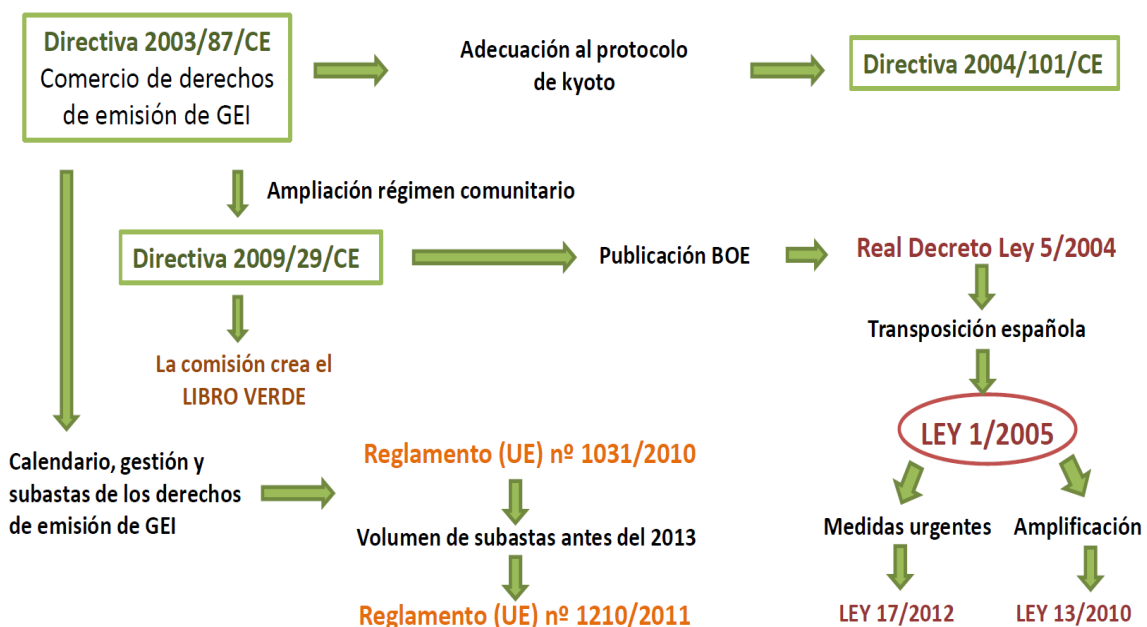 Directiva 2003/87/CE
Comercio de derechos
de emisión de GEI
Adecuación al protocolo
de kyoto
Directiva 2004/101/CE
Ampliación régimen comunitario
Directiva 2009/29/CE
Publicación BOE
Real Decreto Ley 5/2004
Transposición española
La comisión crea el
LIBRO VERDE
LEY 1/2005
Calendario, gestión y
subastas de los derechos
de emisión de GEI
Reglamento (UE) nº 1031/2010
Volumen de subastas antes del 2013
Reglamento (UE) nº 1210/2011
Medidas urgentes
Amplificación
LEY 17/2012
LEY 13/2010